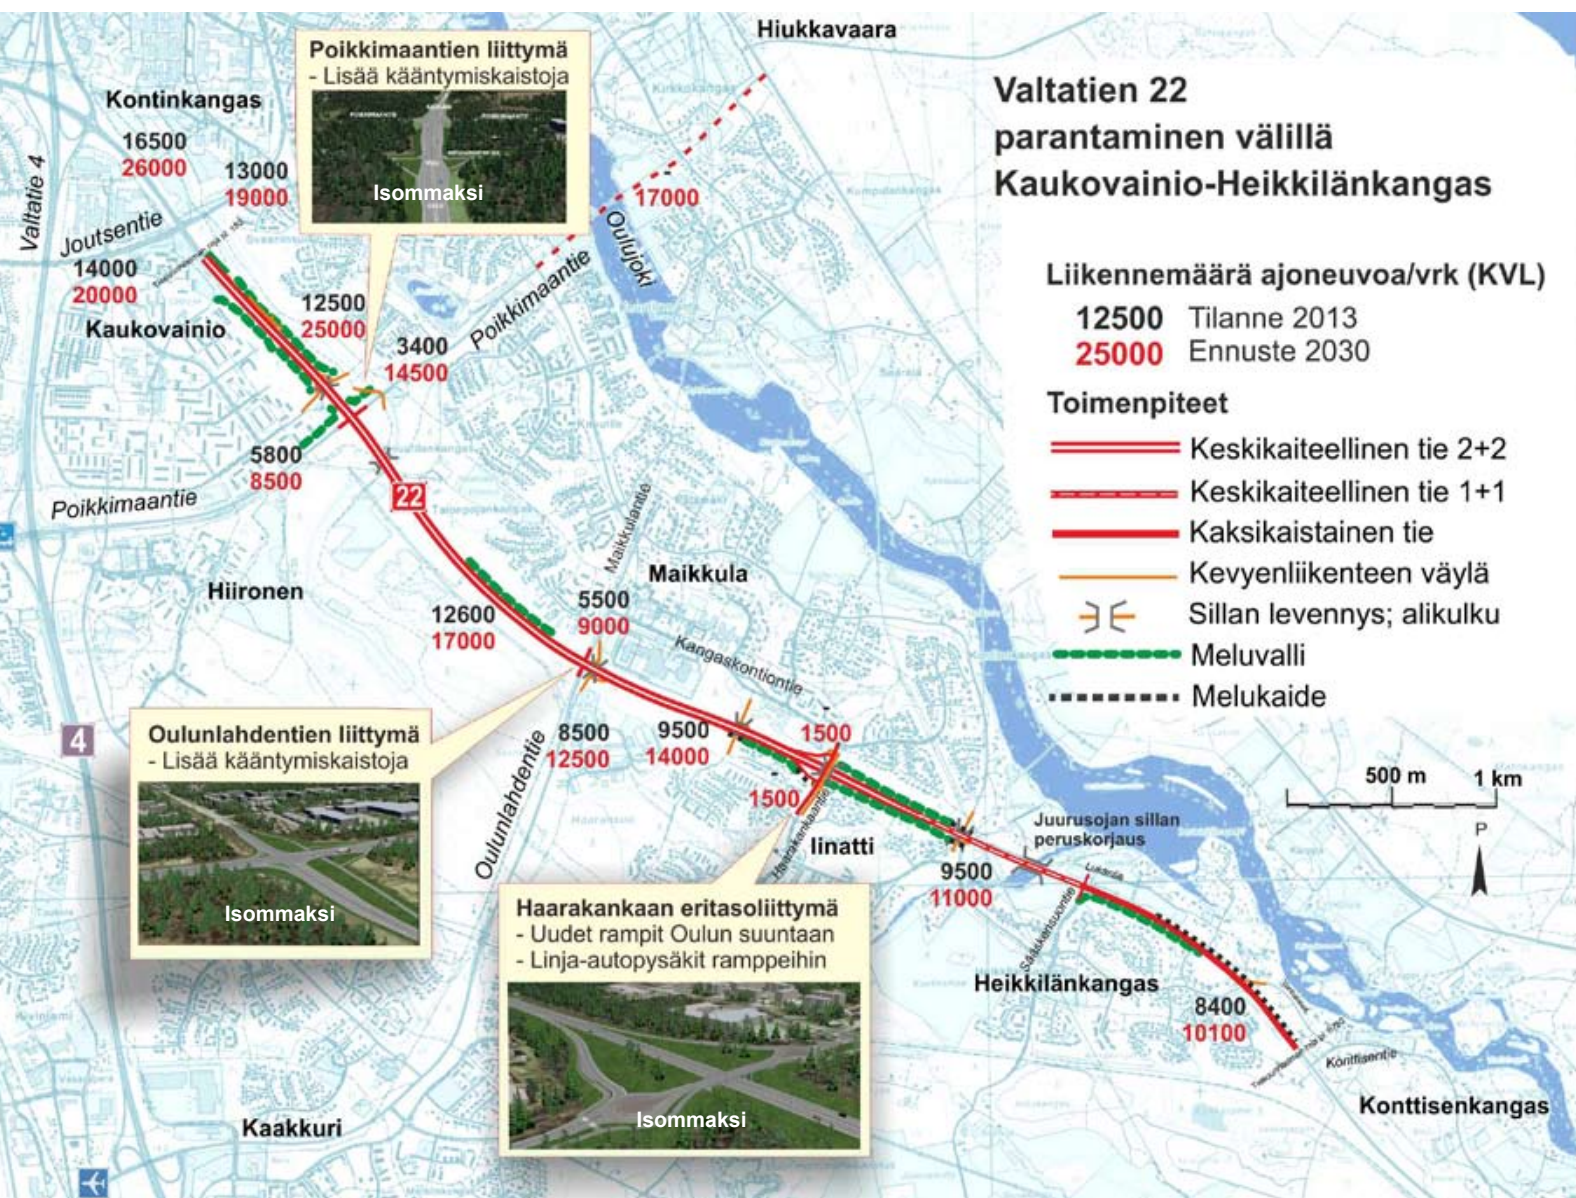 Hiukkavaara
Poikkimaantien liittymä
- Lisää kääntymiskaistoja
Isommaksi
Valtatien 22
parantaminen välillä
Kaukovainio-Heikkilänkangas
Kontinkangas
16500
26000
13000
19000
Valtatie 4
Joutsentie
14000
20000
Kaukovainio
12500
25000
3400
14500
Poikkimaantie
-
17000
Oulujoki
Liikennemäärä ajoneuvoa/vrk (KVL)
12500 Tilanne 2013
25000 Ennuste 2030
Toimenpiteet
Keskikaiteellinen tie 2+2
Keskikaiteellinen tie 1+1
Kaksikaistainen tie
Kevyenliikenteen väylä
Sillan levennys; alikulku
Meluvalli
Melukaide
5800
8500
Poikkimaantie
22
Hiironen
Maikkulantie
Maikkula
12600
17000
5500
9000
Kangaskontiontie
4
Oulunlahdentien liittymä
- Lisää kääntymiskaistoja
Isommaksi
Oulunlahdentie
8500
12500
9500
14000
-
1500
-
1500
Haarakankaantie
Iinatti
500 m 1 km
P
Juurusojan sillan
peruskorjaus
9500
11000
Haarakankaan eritasoliittymä
- Uudet rampit Oulun suuntaan
- Linja-autopysäkit ramppeihin
Isommaksi
Sääskensuontie
Heikkilänkangas
8400
10100
Konttisentie
Konttisenkangas
Kaakkuri